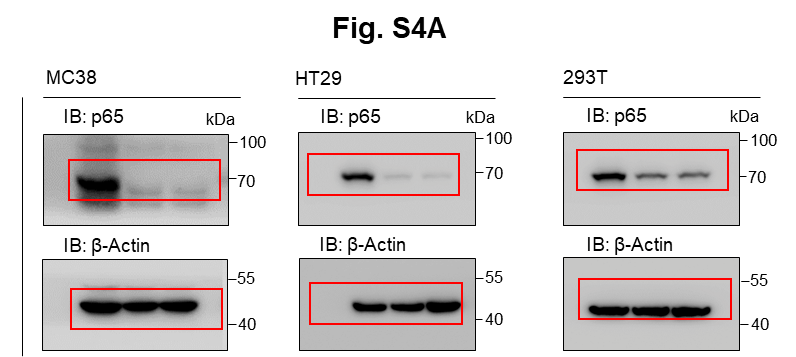 Fig. S4A
MC38
IB: p65
kDa
100
70
IB: β-Actin
55
40
HT29
IB: p65
kDa
100
70
IB: β-Actin
55
40
293T
IB: p65
kDa
100
70
IB: β-Actin
55
40